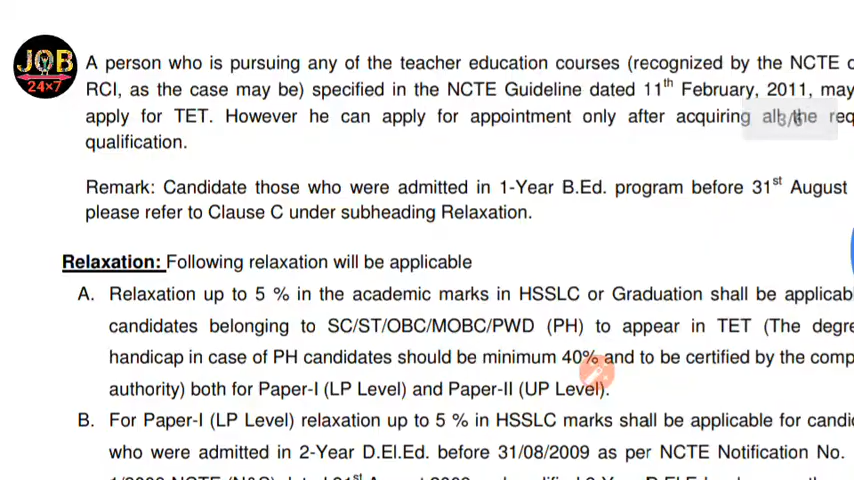 JOB
24×7
A person who is pursuing any of the teacher education courses (recognized by the NCTE
RCI, as the case may be) specified in the NCTE Guideline dated 11th February, 2011, may
apply for TET. However he can apply for appointment only after acquiring all the req
3/6
qualification.
Remark: Candidate those who were admitted in 1-Year B.Ed. program before 31st August
please refer to Clause C under subheading Relaxation.
Relaxation: Following relaxation will be applicable
A. Relaxation up to 5 % in the academic marks in HSSLC or Graduation shall be applicab
candidates belonging to SC/ST/OBC/MOBC/PWD (PH) to appear in TET (The degre
handicap in case of PH candidates should be minimum 40% and to be certified by the comp
authority) both for Paper-I (LP Level) and Paper-II (UP Level).
B. For Paper-I (LP Level) relaxation up to 5 % in HSSLC marks shall be applicable for candi
who were admitted in 2-Year D.El.Ed. before 31/08/2009 as per NCTE Notification No.